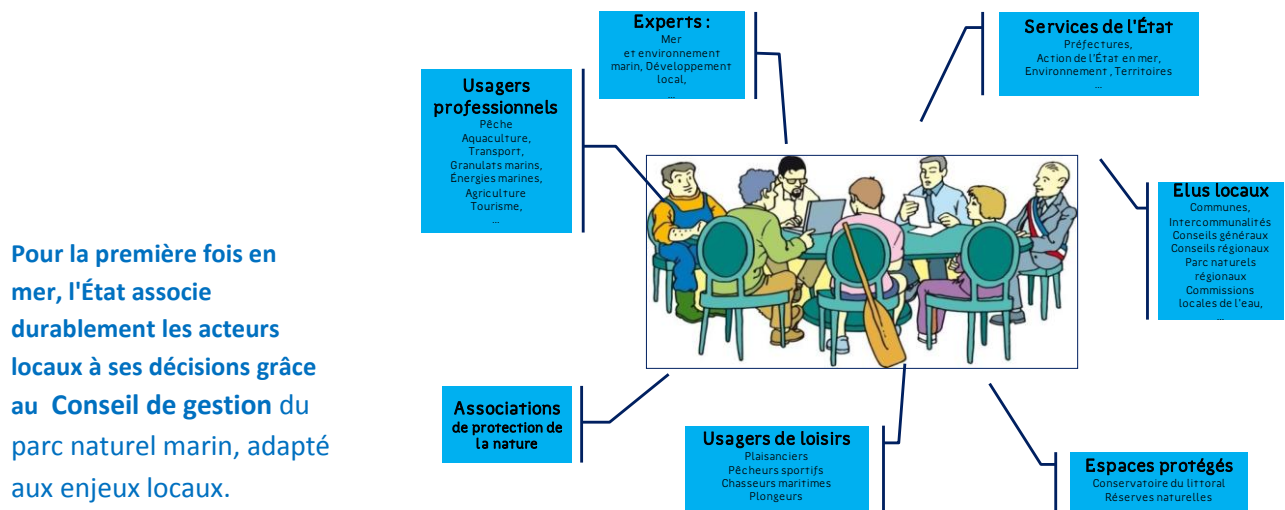 Pour la première fois en
mer, l'État associe
durablement les acteurs
locaux à ses décisions grâce
au Conseil de gestion du
parc naturel marin, adapté
aux enjeux locaux.
Usagers
professionnels
Pêche
Aquaculture,
Transport,
Granulats marins,
Énergies marines,
Agriculture
Tourisme,
...
Experts :
Mer
et environnement
marin, Développement
local,
...
Services de l'État
Préfectures,
Action de l'État en mer,
Environnement , Territoires
...
Elus locaux
Communes,
Intercommunalités
Conseils généraux
Conseils régionaux
Parc naturels
régionaux
Commissions
locales de l'eau,
...
Associations
de protection de
la nature
Usagers de loisirs
Plaisanciers
Pêcheurs sportifs
Chasseurs maritimes
Plongeurs
Espaces protégés
Conservatoire du littoral
Réserves naturelles